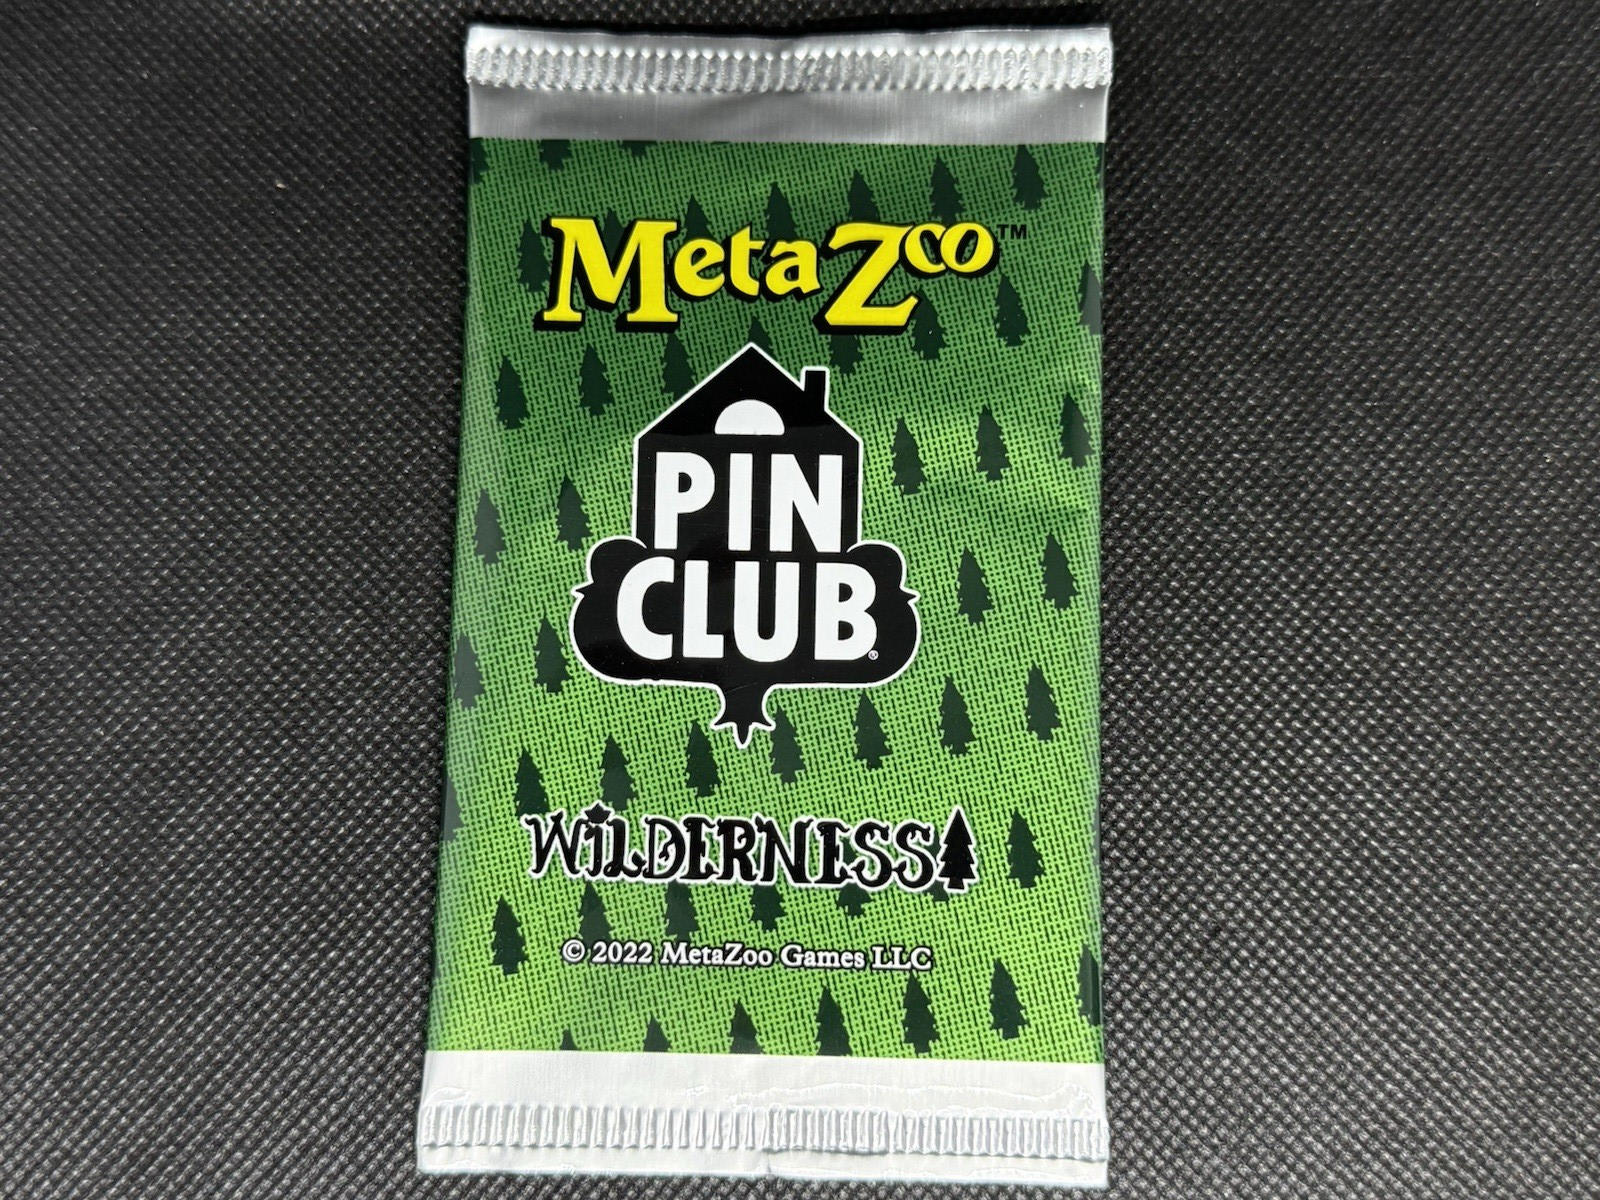 MetaZoo™
PIN
CLUB®
WILDERNESS
© 2022 MetaZoo Games LLC